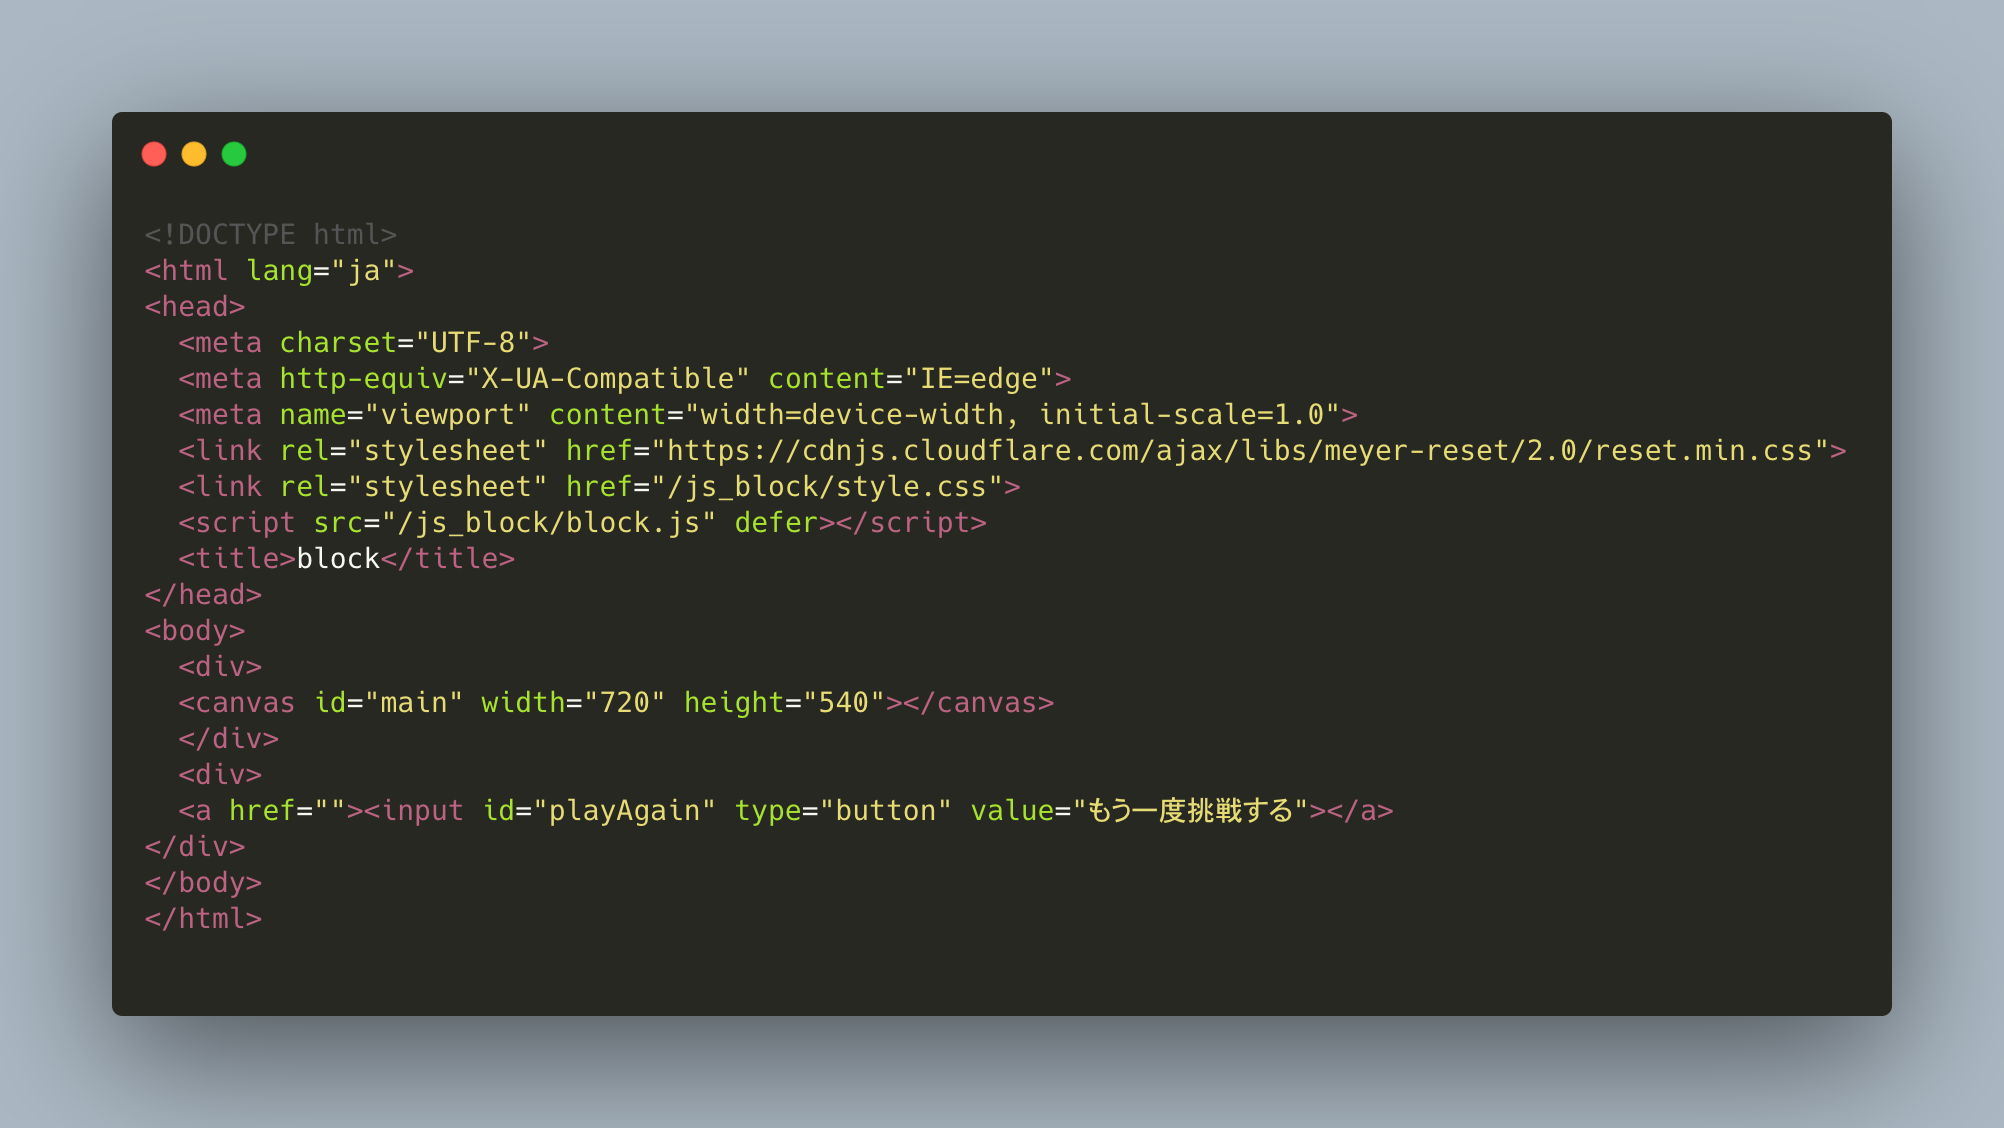 <!DOCTYPE html>
<html lang="ja">
<head>
  <meta charset="UTF-8">
  <meta http-equiv="X-UA-Compatible" content="IE=edge">
  <meta name="viewport" content="width=device-width, initial-scale=1.0">
  <link rel="stylesheet" href="https://cdnjs.cloudflare.com/ajax/libs/meyer-reset/2.0/reset.min.css">
  <link rel="stylesheet" href="/js_block/style.css">
  <script src="/js_block/block.js" defer></script>
  <title>block</title>
</head>
<body>
  <div>
  <canvas id="main" width="720" height="540"></canvas>
  </div>
  <div>
  <a href=""><input id="playAgain" type="button" value="もう一度挑戦する"></a>
</div>
</body>
</html>